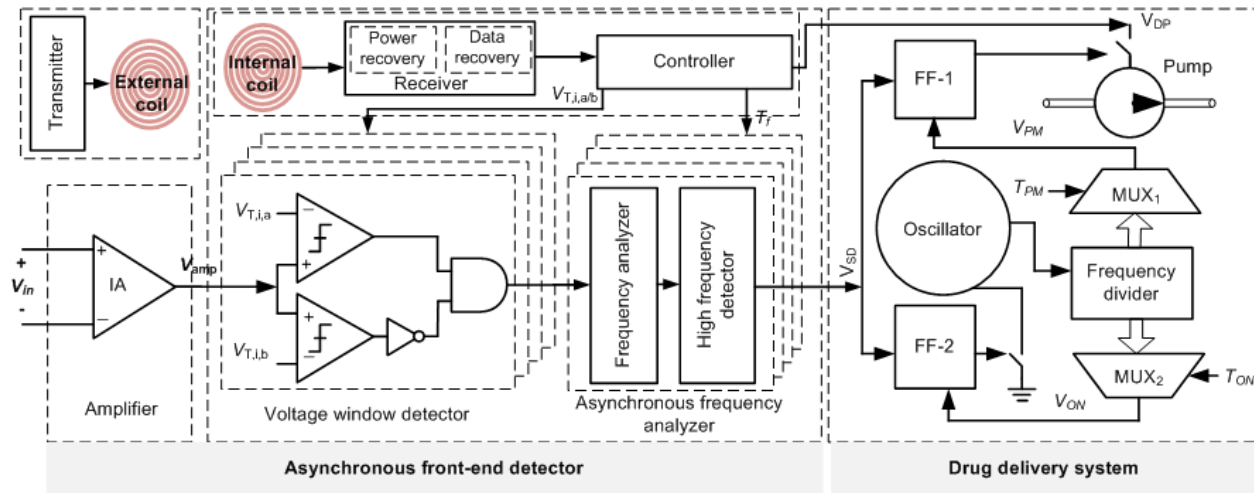 Transmitter
External
coil
Internal
coil
Power
recovery
Data
recovery
Receiver
Controller
V_T,i,a/b
T_f
V_DP
Pump
FF-1
V_PM
T_PM
MUX₁
Oscillator
Frequency
divider
V_SD
FF-2
MUX₂
T_ON
V_ON
+
V_in
-
+
IA
−
V_amp
Amplifier
V_T,i,a
−
+
+
V_T,i,b
−
Voltage window detector
Frequency analyzer
High frequency
detector
Asynchronous frequency
analyzer
Asynchronous front-end detector
Drug delivery system